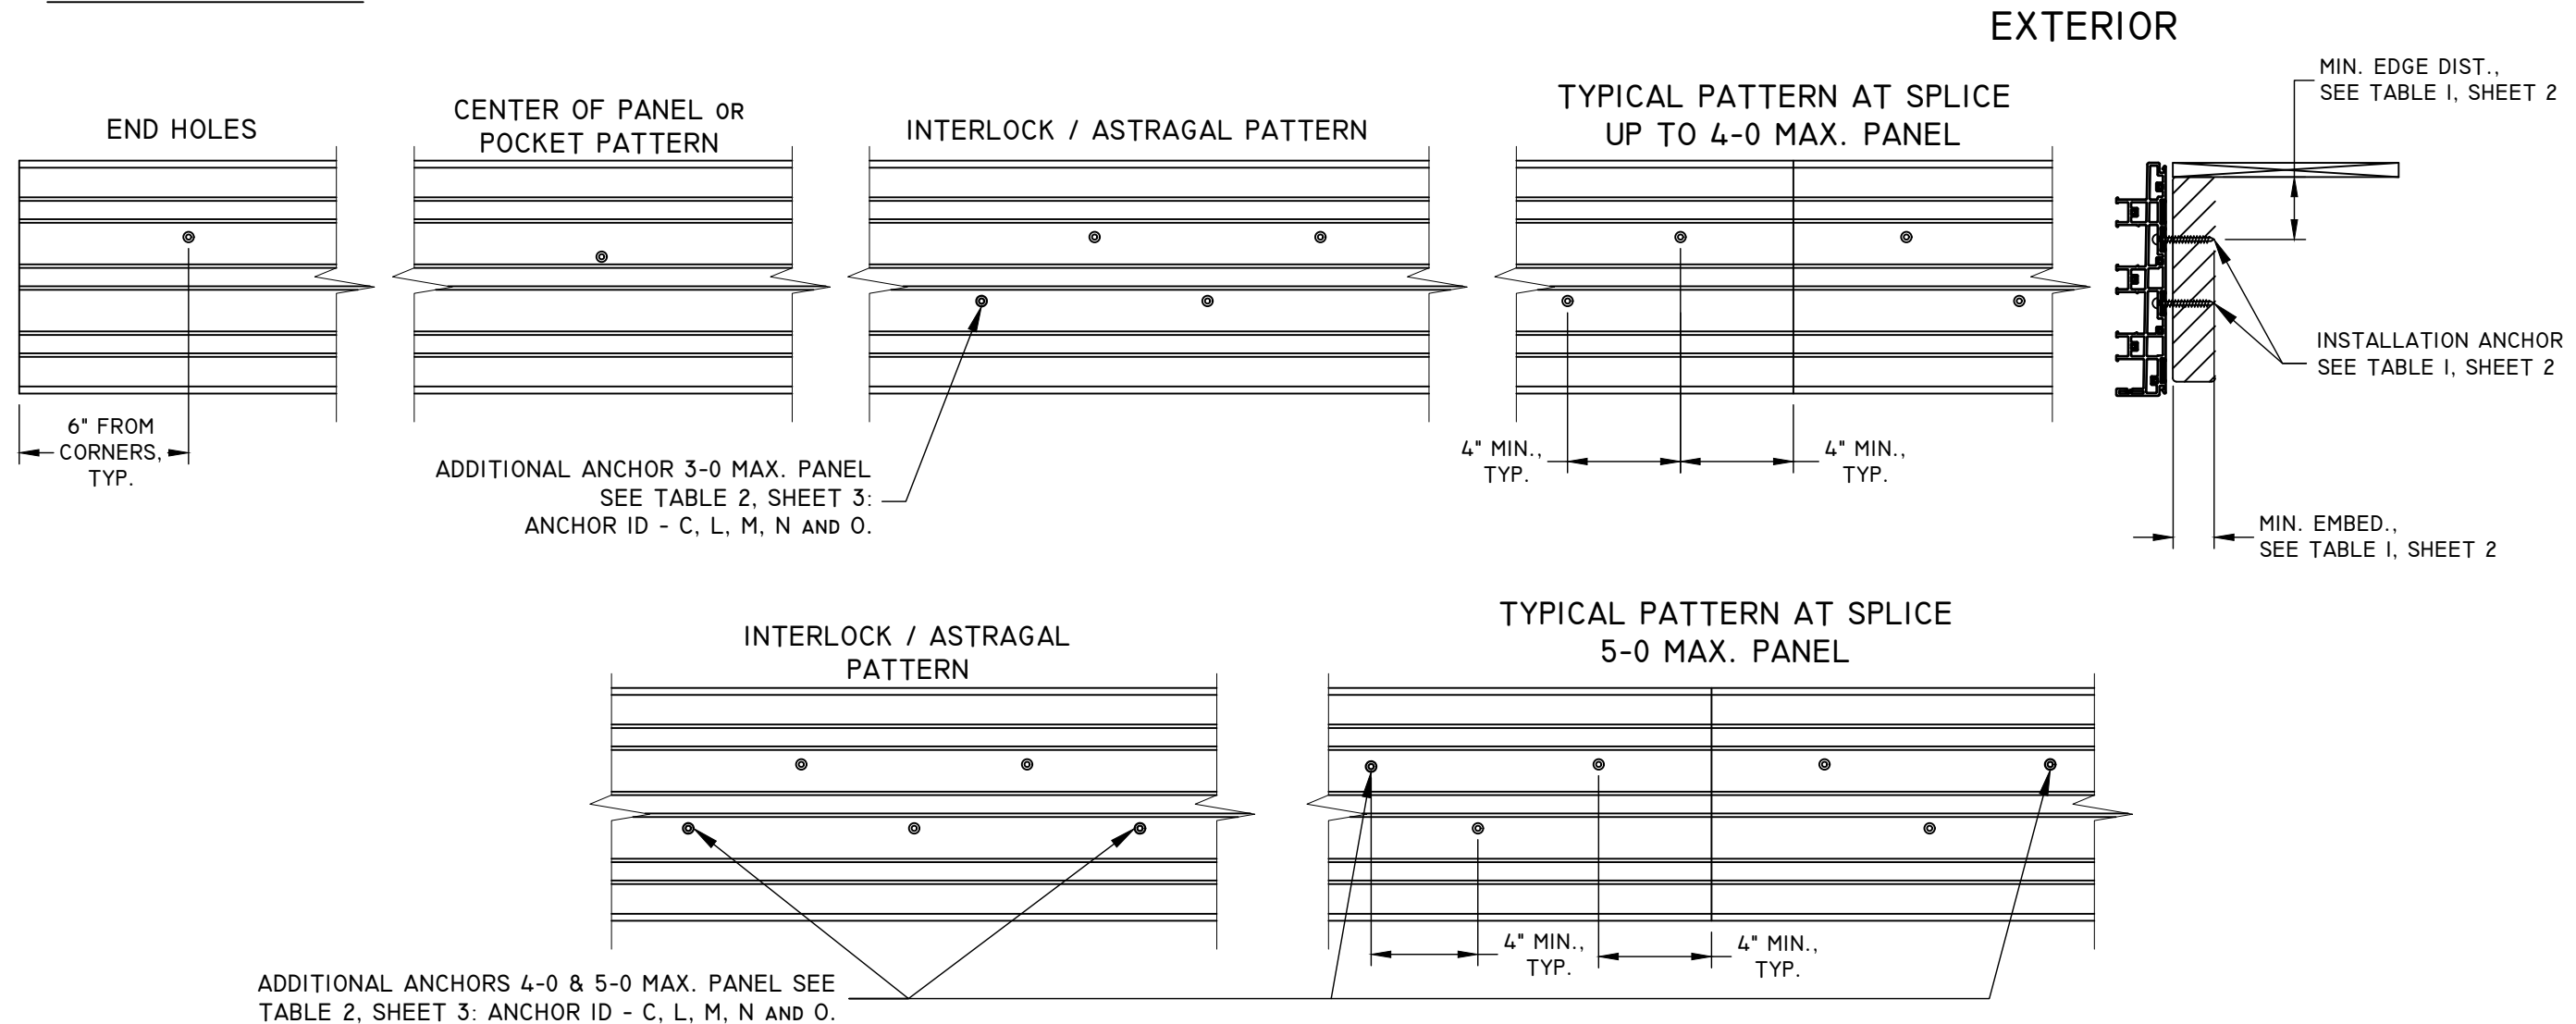 EXTERIOR
MIN. EDGE DIST.,
SEE TABLE 1, SHEET 2
END HOLES
CENTER OF PANEL OR
POCKET PATTERN
INTERLOCK / ASTRAGAL PATTERN
TYPICAL PATTERN AT SPLICE
UP TO 4-0 MAX. PANEL
INSTALLATION ANCHOR
SEE TABLE 1, SHEET 2
6" FROM
CORNERS,
TYP.
ADDITIONAL ANCHOR 3-0 MAX. PANEL
SEE TABLE 2, SHEET 3:
ANCHOR ID - C, L, M, N AND O.
4" MIN.,
TYP.
4" MIN.,
TYP.
MIN. EMBED.,
SEE TABLE 1, SHEET 2
INTERLOCK / ASTRAGAL
PATTERN
TYPICAL PATTERN AT SPLICE
5-0 MAX. PANEL
4" MIN.,
TYP.
4" MIN.,
TYP.
ADDITIONAL ANCHORS 4-0 & 5-0 MAX. PANEL SEE
TABLE 2, SHEET 3: ANCHOR ID - C, L, M, N AND O.